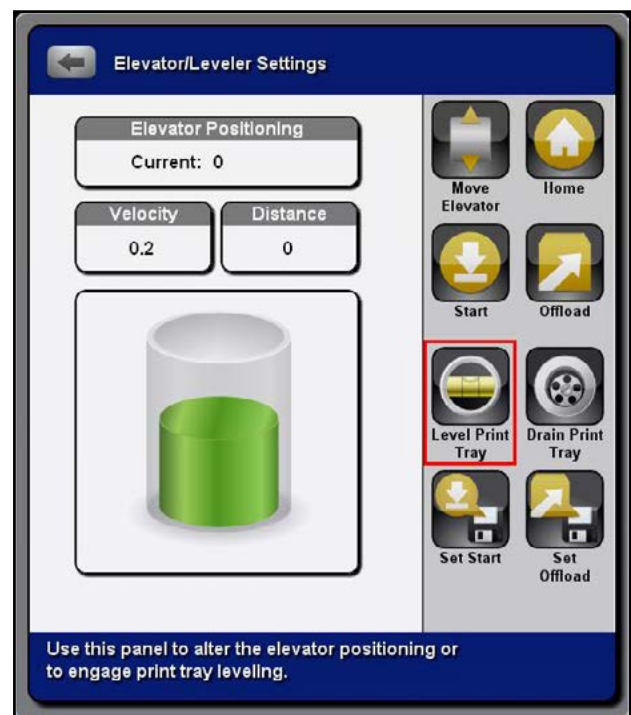 Elevator/Leveler Settings
Elevator Positioning
Current: 0
Velocity
0.2
Distance
0
Move
Elevator
Home
Start
Offload
Level Print
Tray
Drain Print
Tray
Set Start
Set
Offload
Use this panel to alter the elevator positioning or
to engage print tray leveling.